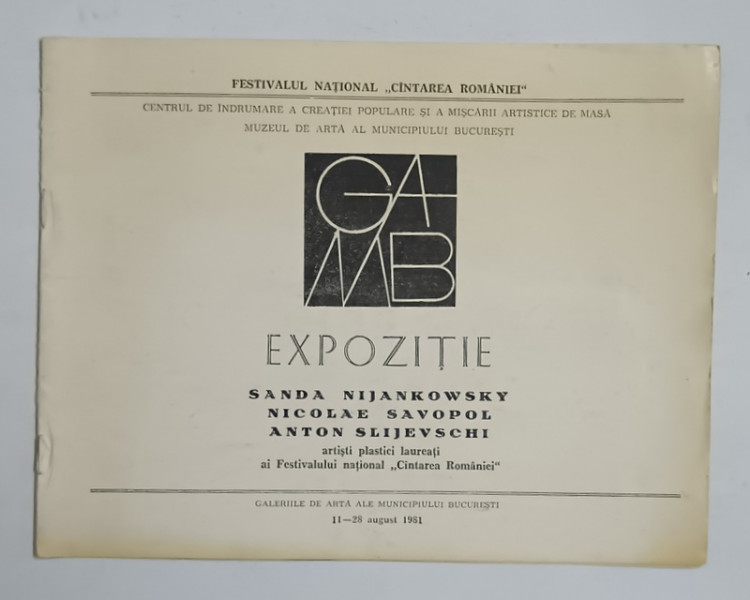 FESTIVALUL NAȚIONAL „CÎNTAREA ROMÂNIEI“
CENTRUL DE ÎNDRUMARE A CREAȚIEI POPULARE ȘI A MIȘCĂRII ARTISTICE DE MASĂ
MUZEUL DE ARTĂ AL MUNICIPIULUI BUCUREȘTI
GA
MB
EXPOZIȚIE
SANDA NIJANKOWSKY
NICOLAE SAVOPOL
ANTON SLIJEVSCHI
artiști plastici laureați
ai Festivalului național „Cîntarea României“
GALERIILE DE ARTĂ ALE MUNICIPIULUI BUCUREȘTI
11—28 august 1981